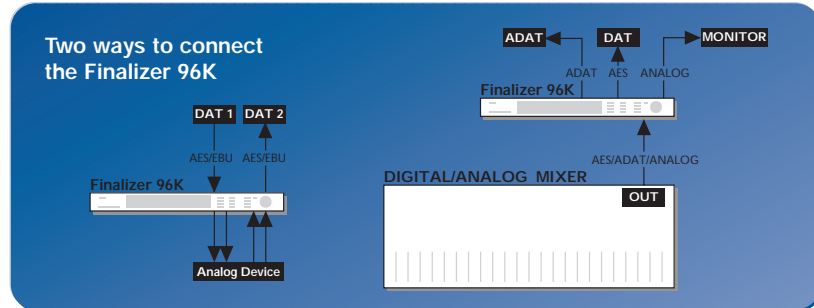 Two ways to connect
the Finalizer 96K
DAT 1 DAT 2
AES/EBU AES/EBU
Finalizer 96K
Analog Device
ADAT DAT MONITOR
ADAT AES ANALOG
Finalizer 96K
AES/ADAT/ANALOG
DIGITAL/ANALOG MIXER
OUT